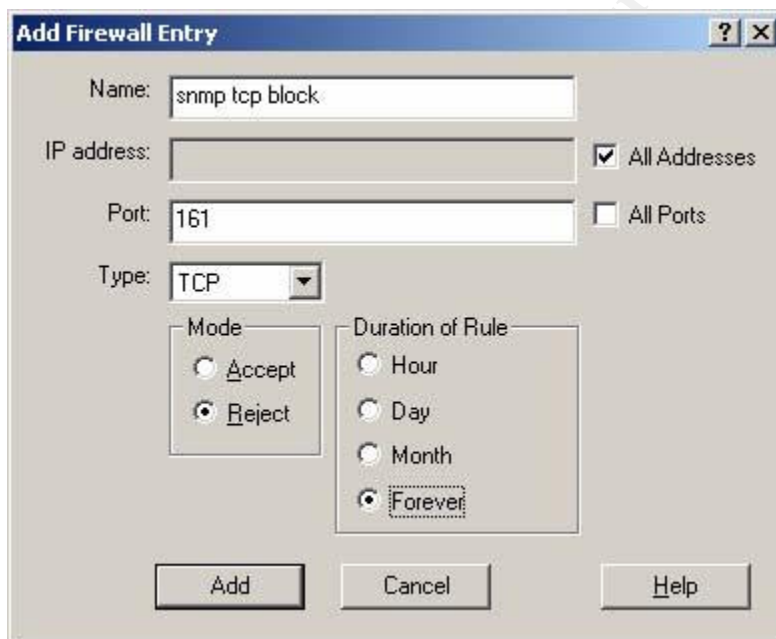 Add Firewall Entry
Name: snmp tcp block
IP address: All Addresses
Port: 161 All Ports
Type: TCP
Mode Duration of Rule
Accept Hour
Reject Day
Month
Forever
Add Cancel Help